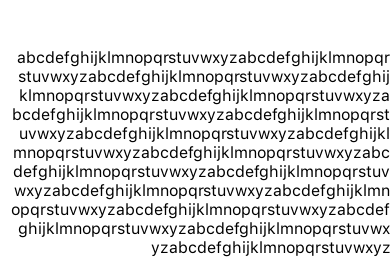 abcdefghijklmnopqrstuvwxyzabcdefghijklmnopqr
stuvwxyzabcdefghijklmnopqrstuvwxyzabcdefghij
klmnopqrstuvwxyzabcdefghijklmnopqrstuvwxyza
bcdefghijklmnopqrstuvwxyzabcdefghijklmnopqrst
uvwxyzabcdefghijklmnopqrstuvwxyzabcdefghijkl
mnopqrstuvwxyzabcdefghijklmnopqrstuvwxyzabc
defghijklmnopqrstuvwxyzabcdefghijklmnopqrstuv
wxyzabcdefghijklmnopqrstuvwxyzabcdefghijklmn
opqrstuvwxyzabcdefghijklmnopqrstuvwxyzabcdef
ghijklmnopqrstuvwxyzabcdefghijklmnopqrstuvwx
yzabcdefghijklmnopqrstuvwxyz